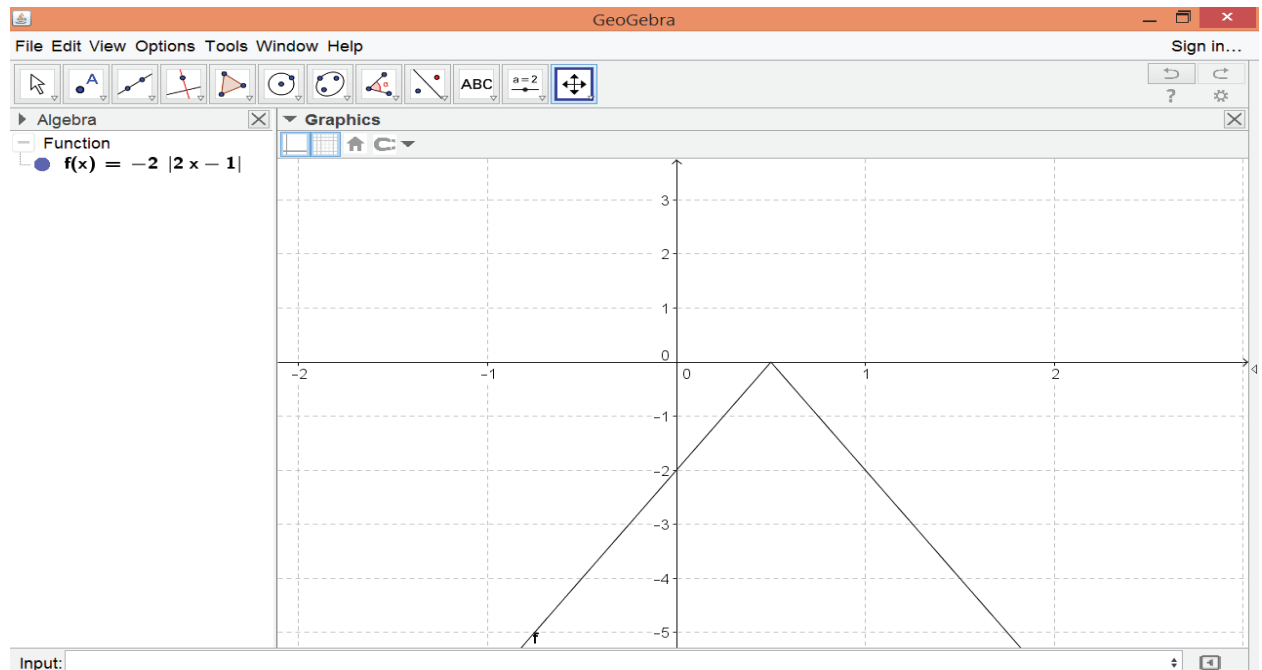 GeoGebra
File Edit View Options Tools Window Help Sign in...
A ABC a=2 ?
Algebra
Graphics
Function
f(x) = −2 |2 x − 1|
3
2
1
0
−2 −1 0 1 2
−1
−2
−3
−4
−5
f
Input: